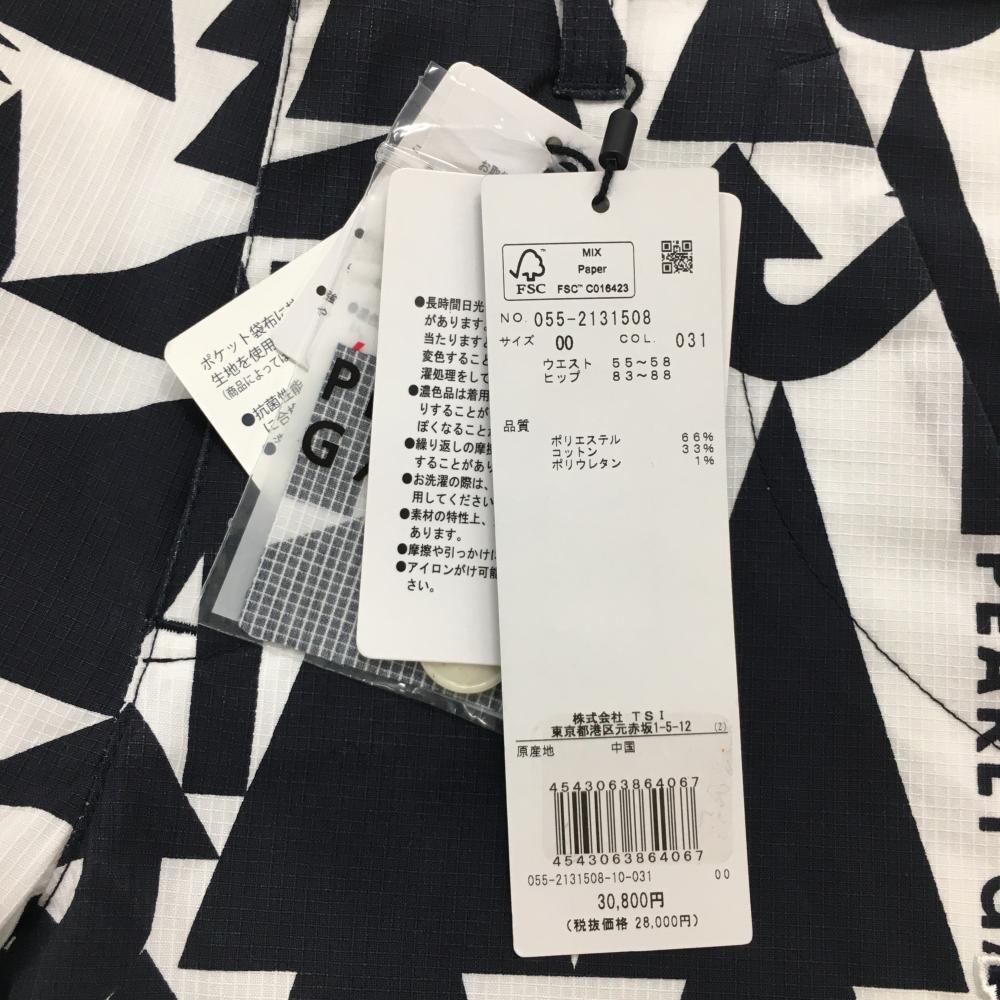 MIX
Paper
FSC™ C016423
FSC
NO. 055-2131508
サイズ 00 COL. 031
ウエスト 55~58
ヒップ 83~88
品質
ポリエステル 66%
コットン 33%
ポリウレタン 1%
株式会社 TSI
東京都港区元赤坂1-5-12 (2)
原産地 中国
4543063864067
4543063864067
055-2131508-10-031 00
30,800円
(税抜価格 28,000円)
●長時間日光
があります。
当たりますと
変色すること
濯処理をして
●濃色品は着用
りすることが
ぽくなること
●繰り返しの摩擦
することがあり
●お洗濯の際は、
用してください
●素材の特性上、
あります。
●摩擦や引っかけ
●アイロンがけ可能
さい。
ポケット袋布に
生地を使用
(商品によっては
●抗菌性能
に合
P
G
PEARLY GA